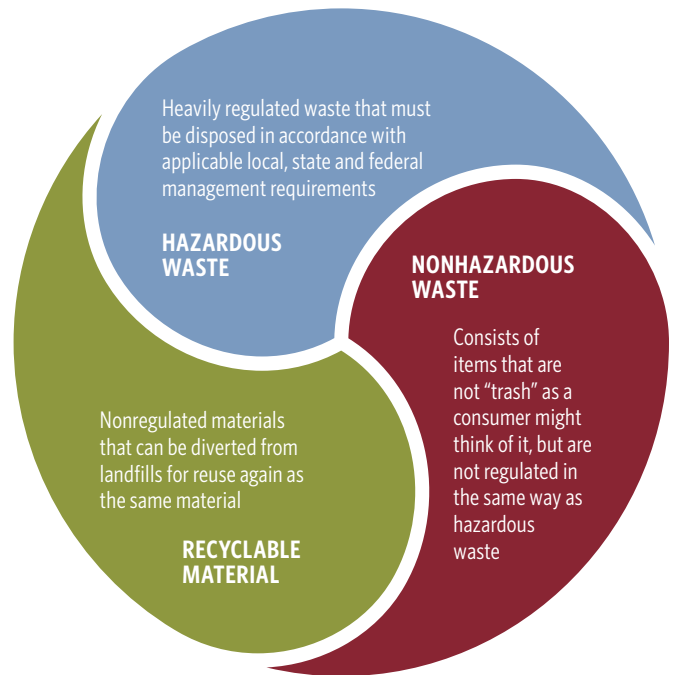 Heavily regulated waste that must
be disposed in accordance with
applicable local, state and federal
management requirements
HAZARDOUS
WASTE
NONHAZARDOUS
WASTE
Consists of
items that are
not “trash” as a
consumer might
think of it, but are
not regulated in
the same way as
hazardous
waste
Nonregulated materials
that can be diverted from
landfills for reuse again as
the same material
RECYCLABLE
MATERIAL